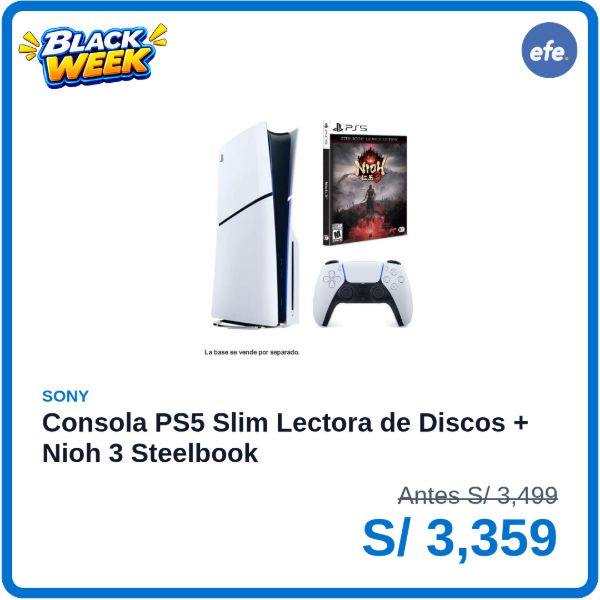 BLACK
WEEK
efe.
PS5
NIOH
La base se vende por separado.
SONY
Consola PS5 Slim Lectora de Discos +
Nioh 3 Steelbook
Antes S/ 3,499
S/ 3,359